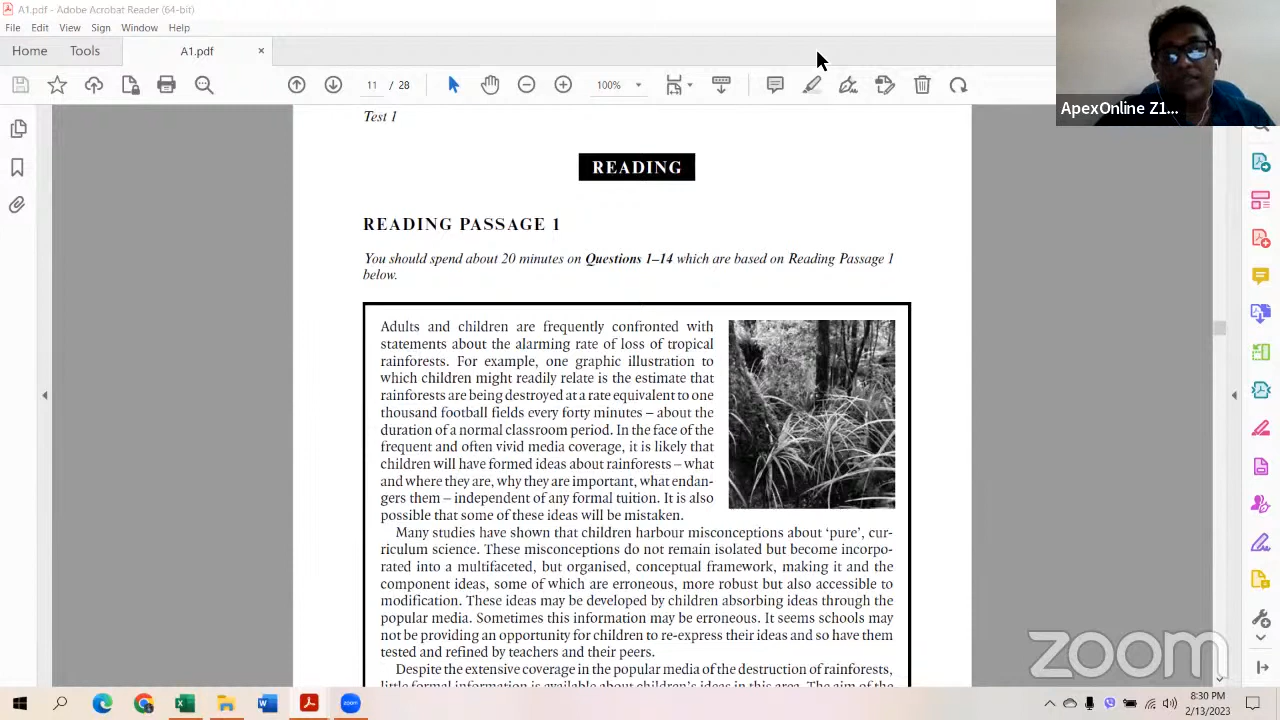 A1.pdf - Adobe Acrobat Reader (64-bit)
File Edit View Sign Window Help
Home Tools A1.pdf ×
11 / 28 100%
ApexOnline Z1...
Test 1
READING
READING PASSAGE 1
You should spend about 20 minutes on Questions 1–14 which are based on Reading Passage 1
below.
Adults and children are frequently confronted with
statements about the alarming rate of loss of tropical
rainforests. For example, one graphic illustration to
which children might readily relate is the estimate that
rainforests are being destroyed at a rate equivalent to one
thousand football fields every forty minutes – about the
duration of a normal classroom period. In the face of the
frequent and often vivid media coverage, it is likely that
children will have formed ideas about rainforests – what
and where they are, why they are important, what endan-
gers them – independent of any formal tuition. It is also
possible that some of these ideas will be mistaken.
Many studies have shown that children harbour misconceptions about ‘pure’, cur-
riculum science. These misconceptions do not remain isolated but become incorpo-
rated into a multifaceted, but organised, conceptual framework, making it and the
component ideas, some of which are erroneous, more robust but also accessible to
modification. These ideas may be developed by children absorbing ideas through the
popular media. Sometimes this information may be erroneous. It seems schools may
not be providing an opportunity for children to re-express their ideas and so have them
tested and refined by teachers and their peers.
Despite the extensive coverage in the popular media of the destruction of rainforests,
little formal information is available about children's ideas in this area. The aim of the
zoom
zoom
8:30 PM
2/13/2023